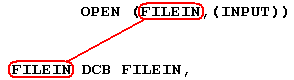 OPEN (FILEIN,(INPUT))
FILEIN DCB FILEIN,